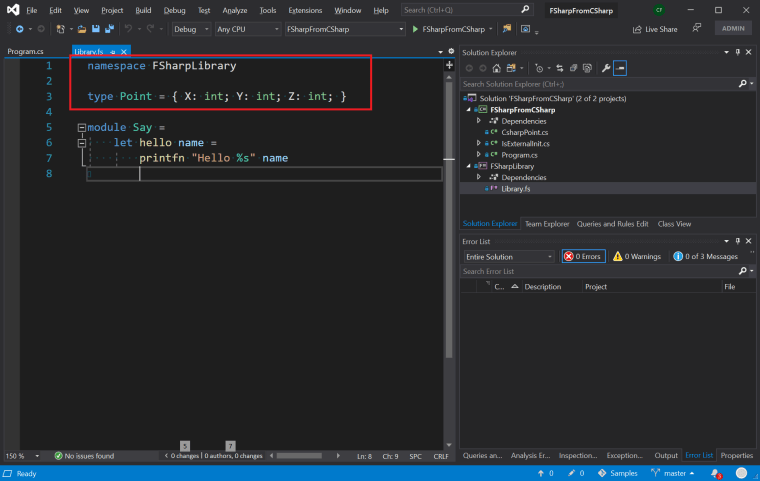 File Edit View Project Build Debug Test Analyze Tools Extensions Window Help Search (Ctrl+Q) FSharpFromCSharp CF
Debug Any CPU FSharpFromCSharp FSharpFromCSharp Live Share ADMIN
Program.cs Library.fs
1 namespace FSharpLibrary
2
3 type Point = { X: int; Y: int; Z: int; }
4
5 module Say =
6 let hello name =
7 printfn "Hello %s" name
8
5 7
150 % No issues found 0 changes | 0 authors, 0 changes Ln: 8 Ch: 9 SPC CRLF
Solution Explorer
Search Solution Explorer (Ctrl+;)
Solution 'FSharpFromCSharp' (2 of 2 projects)
FSharpFromCSharp
Dependencies
CsharpPoint.cs
IsExternalInit.cs
Program.cs
FSharpLibrary
Dependencies
Library.fs
Solution Explorer Team Explorer Queries and Rules Edit Class View
Error List
Entire Solution 0 Errors 0 Warnings 0 of 3 Messages
Search Error List
C... Description Project File
Queries an... Analysis Er... Inspection... Exception... Output Error List Properties
Ready 0 0 Samples master 3